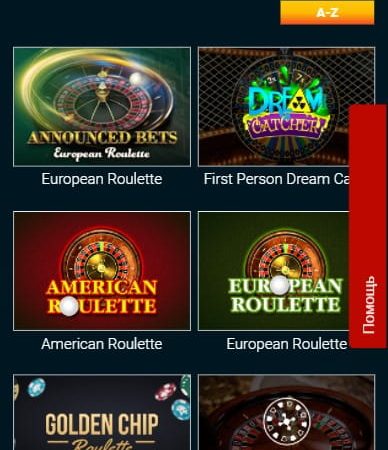 A-Z
ANNOUNCED BETS
European Roulette
DREAM
CATCHER
European Roulette
First Person Dream Ca
AMERICAN
ROULETTE
EUROPEAN
ROULETTE
American Roulette
European Roulette
Помощь
GOLDEN CHIP
Roulette